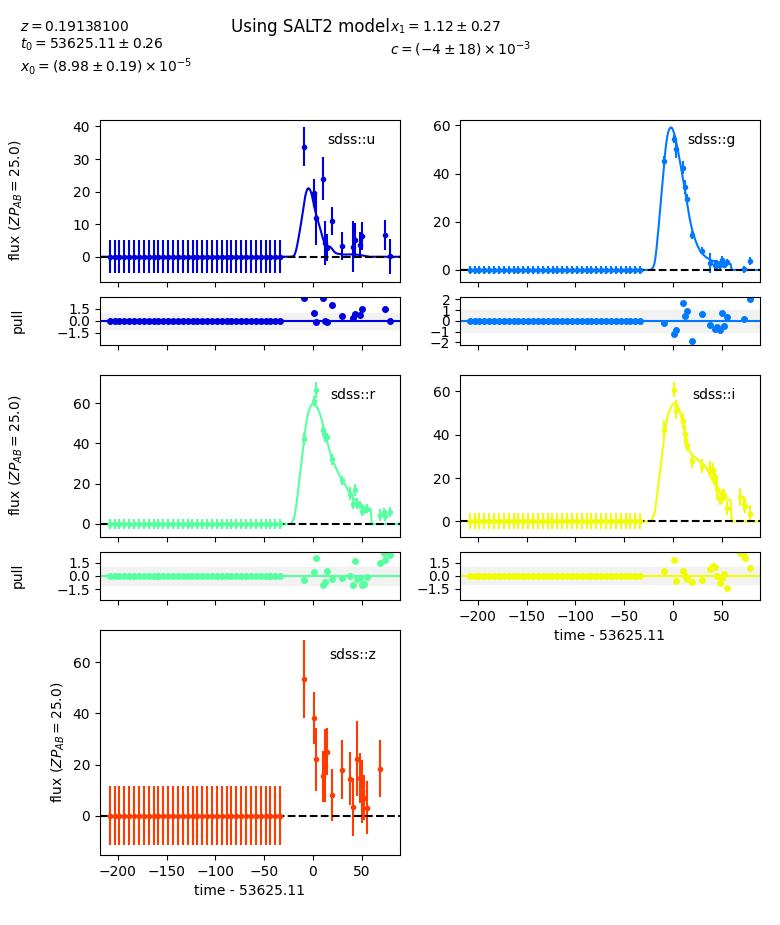 z = 0.19138100
Using SALT2 model
x₁ = 1.12 ± 0.27
t₀ = 53625.11 ± 0.26
c = (−4 ± 18) × 10⁻³
x₀ = (8.98 ± 0.19) × 10⁻⁵
flux (ZP_AB = 25.0)
40
30
20
10
0
sdss::u
60
40
20
0
sdss::g
pull
1.5
0.0
−1.5
2
1
0
−1
−2
flux (ZP_AB = 25.0)
60
40
20
0
sdss::r
60
40
20
0
sdss::i
pull
1.5
0.0
−1.5
1.5
0.0
−1.5
−200 −150 −100 −50 0 50
time - 53625.11
flux (ZP_AB = 25.0)
60
40
20
0
sdss::z
−200 −150 −100 −50 0 50
time - 53625.11